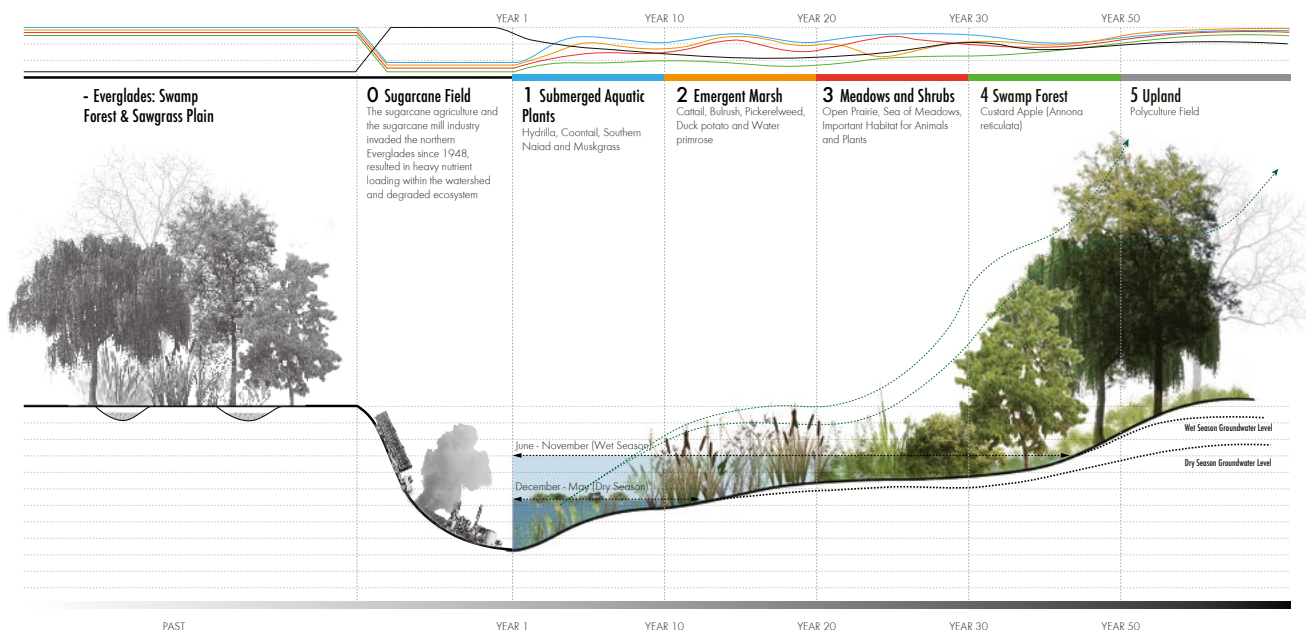 YEAR 1
YEAR 10
YEAR 20
YEAR 30
YEAR 50
- Everglades: Swamp
Forest & Sawgrass Plain
0 Sugarcane Field
The sugarcane agriculture and
the sugarcane mill industry
invaded the northern
Everglades since 1948,
resulted in heavy nutrient
loading within the watershed
and degraded ecosystem
1 Submerged Aquatic
Plants
Hydrilla, Coontail, Southern
Naiad and Muskgrass
2 Emergent Marsh
Cattail, Bulrush, Pickerelweed,
Duck potato and Water
primrose
3 Meadows and Shrubs
Open Prairie, Sea of Meadows,
Important Habitat for Animals
and Plants
4 Swamp Forest
Custard Apple (Annona
reticulata)
5 Upland
Polyculture Field
June - November (Wet Season)
December - May (Dry Season)
Wet Season Groundwater Level
Dry Season Groundwater Level
PAST
YEAR 1
YEAR 10
YEAR 20
YEAR 30
YEAR 50